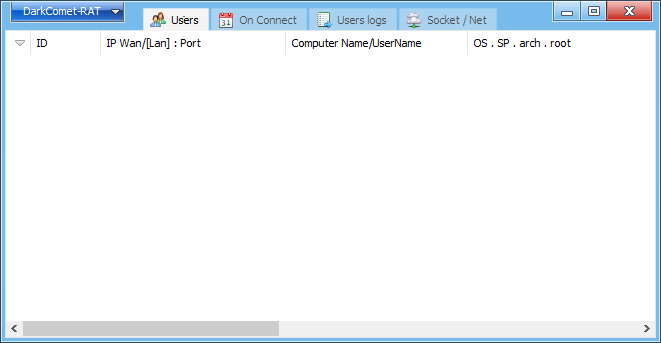 DarkComet-RAT Users On Connect Users logs Socket / Net
ID IP Wan/[Lan] : Port Computer Name/UserName OS . SP . arch . root